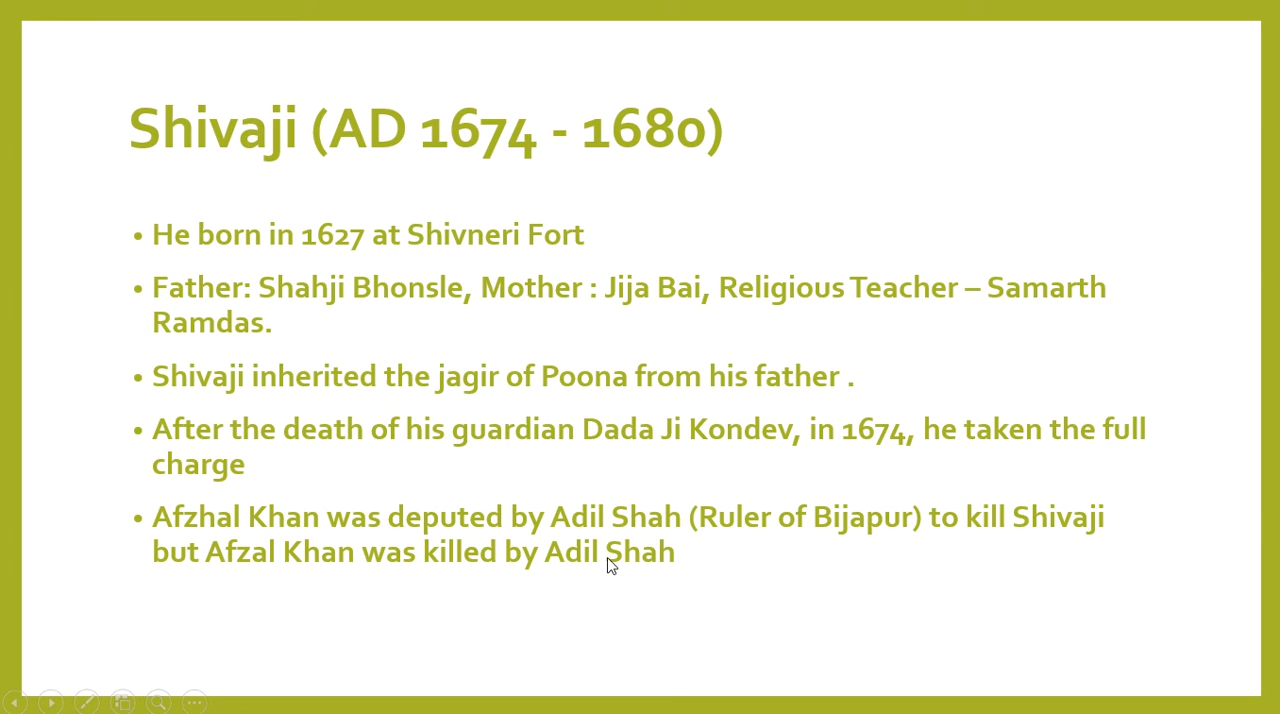 Shivaji (AD 1674 - 1680)
• He born in 1627 at Shivneri Fort
• Father: Shahji Bhonsle, Mother : Jija Bai, Religious Teacher – Samarth
Ramdas.
• Shivaji inherited the jagir of Poona from his father .
• After the death of his guardian Dada Ji Kondev, in 1674, he taken the full
charge
• Afzhal Khan was deputed by Adil Shah (Ruler of Bijapur) to kill Shivaji
but Afzal Khan was killed by Adil Shah